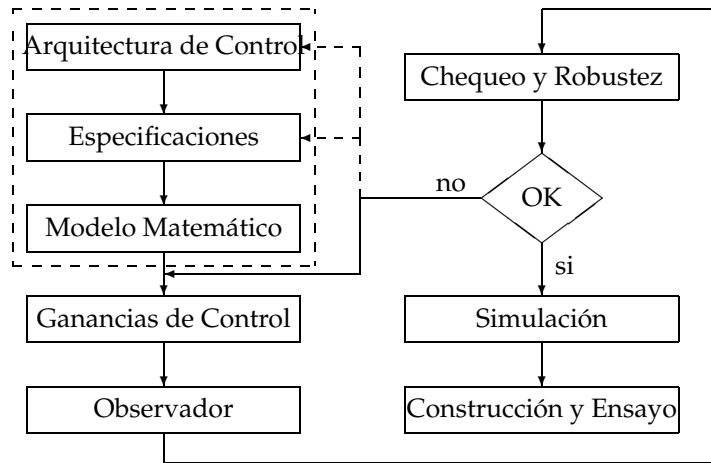 Arquitectura de Control
Especificaciones
Modelo Matemático
Ganancias de Control
Observador
Chequeo y Robustez
no
OK
si
Simulación
Construcción y Ensayo